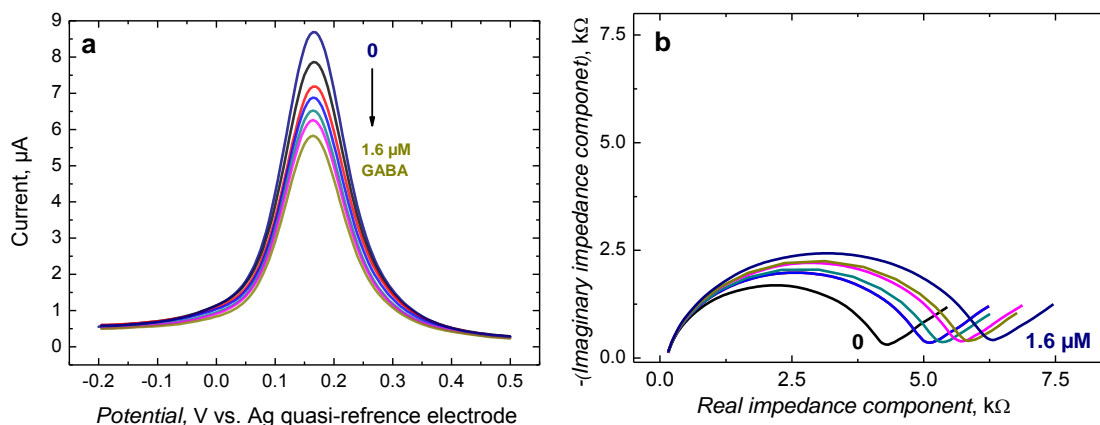 a
0
1.6 µM
GABA
9
8
7
6
5
4
3
2
1
0
Current, µA
-0.2 -0.1 0.0 0.1 0.2 0.3 0.4 0.5
Potential, V vs. Ag quasi-refrence electrode
b
7.5
5.0
2.5
0.0
-(Imaginary impedance componet), kΩ
0
1.6 µM
0.0 2.5 5.0 7.5
Real impedance component, kΩ